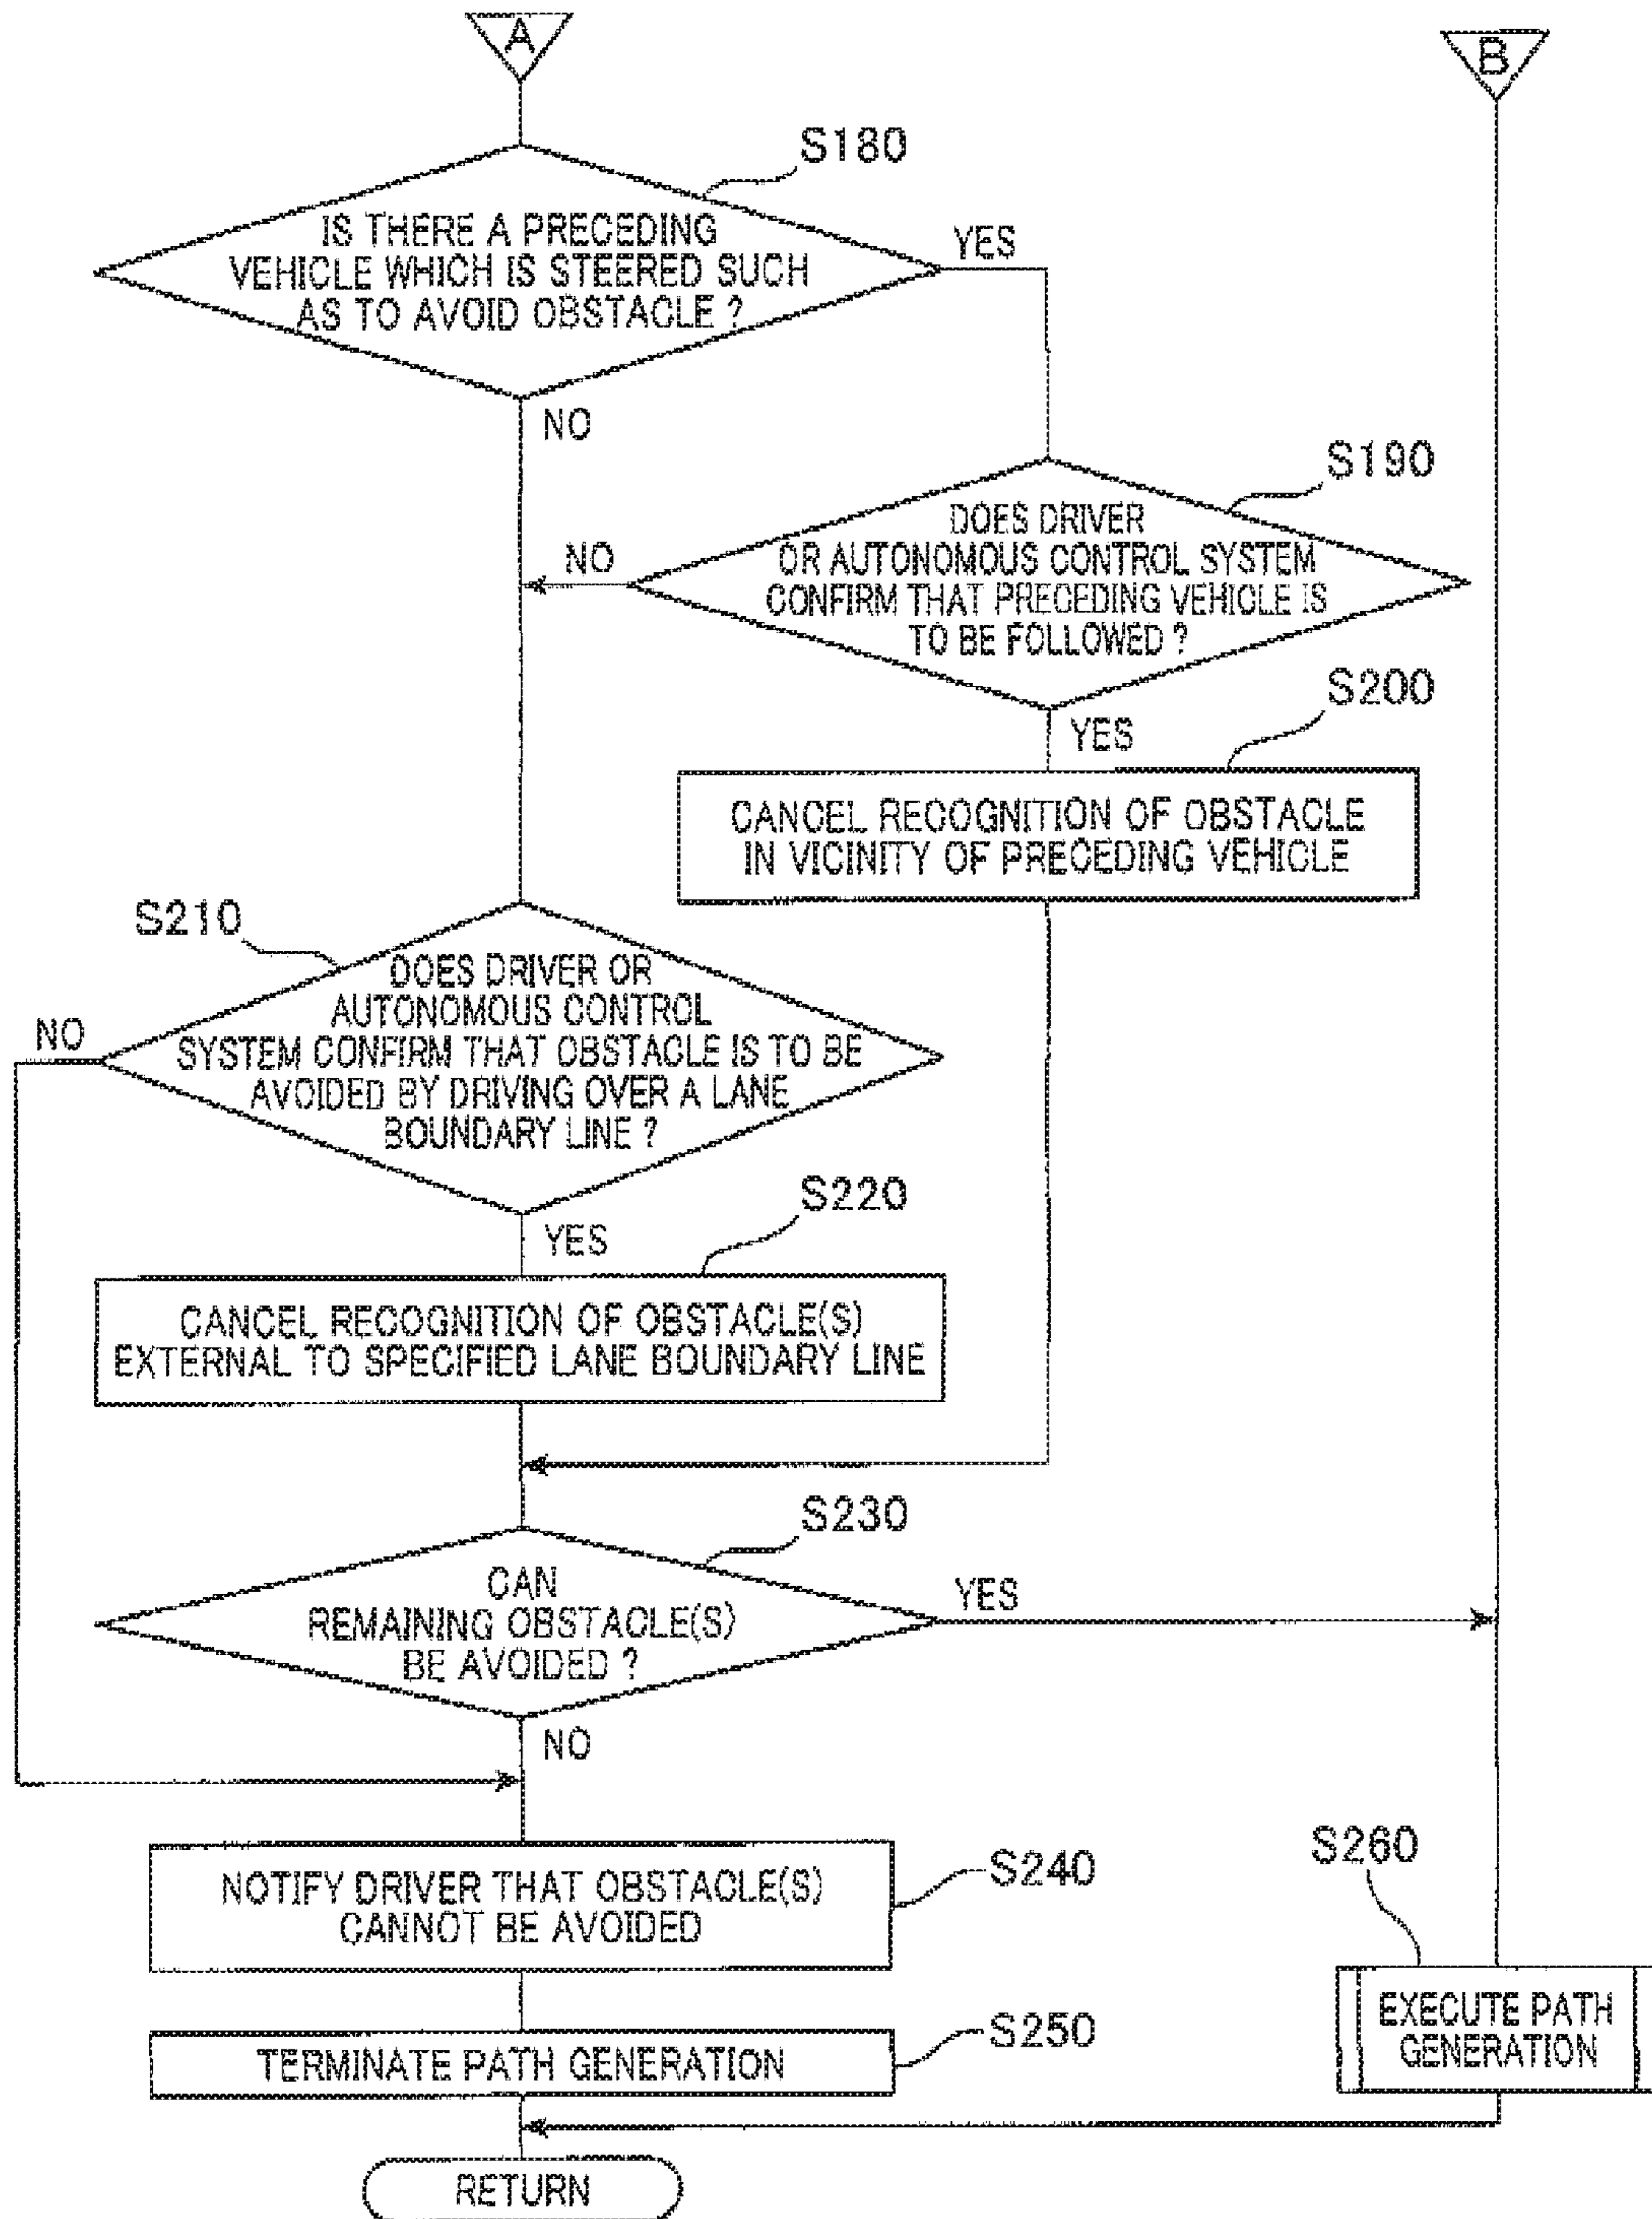 A
B
S180
IS THERE A PRECEDING
VEHICLE WHICH IS STEERED SUCH
AS TO AVOID OBSTACLE ?
YES
NO
S190
DOES DRIVER
OR AUTONOMOUS CONTROL SYSTEM
CONFIRM THAT PRECEDING VEHICLE IS
TO BE FOLLOWED ?
NO
YES
S200
CANCEL RECOGNITION OF OBSTACLE
IN VICINITY OF PRECEDING VEHICLE
S210
DOES DRIVER OR
AUTONOMOUS CONTROL
SYSTEM CONFIRM THAT OBSTACLE IS TO BE
AVOIDED BY DRIVING OVER A LANE
BOUNDARY LINE ?
NO
YES
S220
CANCEL RECOGNITION OF OBSTACLE(S)
EXTERNAL TO SPECIFIED LANE BOUNDARY LINE
S230
CAN
REMAINING OBSTACLE(S)
BE AVOIDED ?
YES
NO
S240
NOTIFY DRIVER THAT OBSTACLE(S)
CANNOT BE AVOIDED
S250
TERMINATE PATH GENERATION
S260
EXECUTE PATH
GENERATION
RETURN